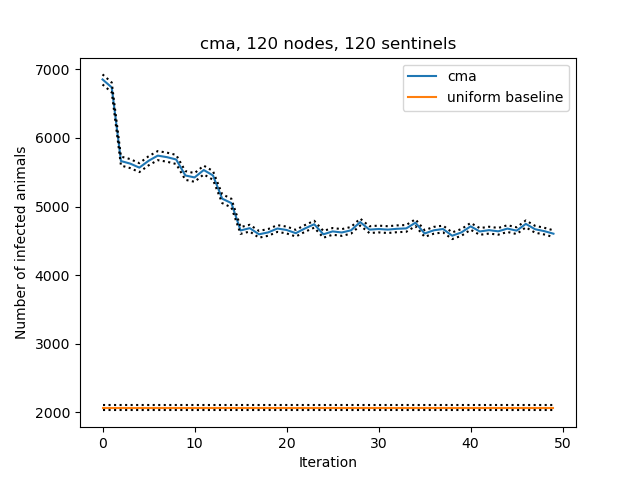 cma, 120 nodes, 120 sentinels
cma
uniform baseline
Number of infected animals
7000
6000
5000
4000
3000
2000
0
10
20
30
40
50
Iteration